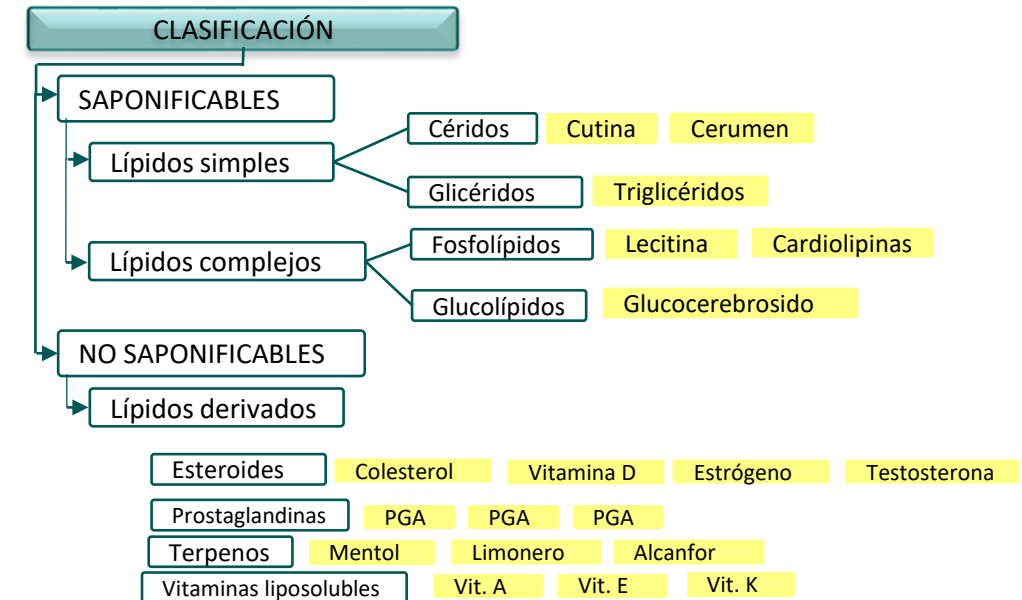 CLASIFICACIÓN
SAPONIFICABLES
Céridos Cutina Cerumen
Lípidos simples
Glicéridos Triglicéridos
Fosfolípidos Lecitina Cardiolipinas
Lípidos complejos
Glucolípidos Glucocerebrosido
NO SAPONIFICABLES
Lípidos derivados
Esteroides Colesterol Vitamina D Estrógeno Testosterona
Prostaglandinas PGA PGA PGA
Terpenos Mentol Limonero Alcanfor
Vitaminas liposolubles Vit. A Vit. E Vit. K